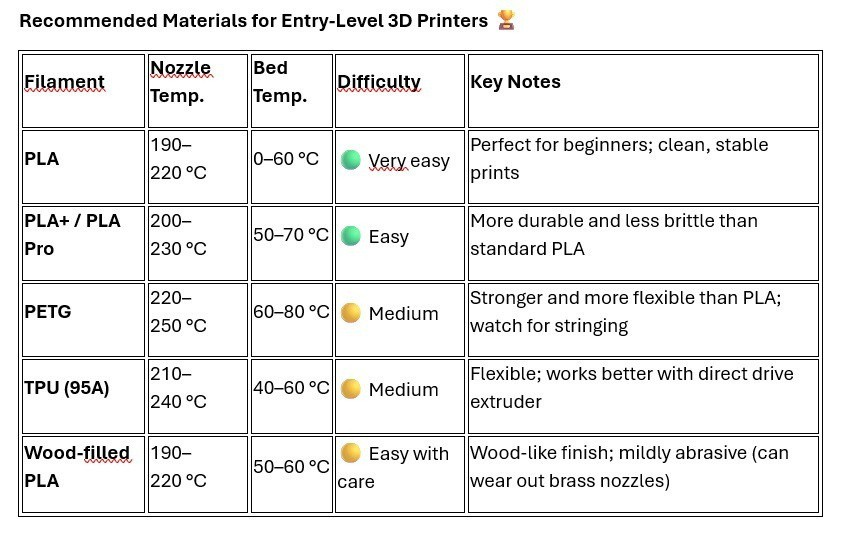 Recommended Materials for Entry-Level 3D Printers 🏆
Filament
Nozzle
Temp.
Bed
Temp.
Difficulty
Key Notes
PLA
190–
220 °C
0–60 °C
Very easy
Perfect for beginners; clean, stable
prints
PLA+ / PLA
Pro
200–
230 °C
50–70 °C
Easy
More durable and less brittle than
standard PLA
PETG
220–
250 °C
60–80 °C
Medium
Stronger and more flexible than PLA;
watch for stringing
TPU (95A)
210–
240 °C
40–60 °C
Medium
Flexible; works better with direct drive
extruder
Wood-filled
PLA
190–
220 °C
50–60 °C
Easy with
care
Wood-like finish; mildly abrasive (can
wear out brass nozzles)